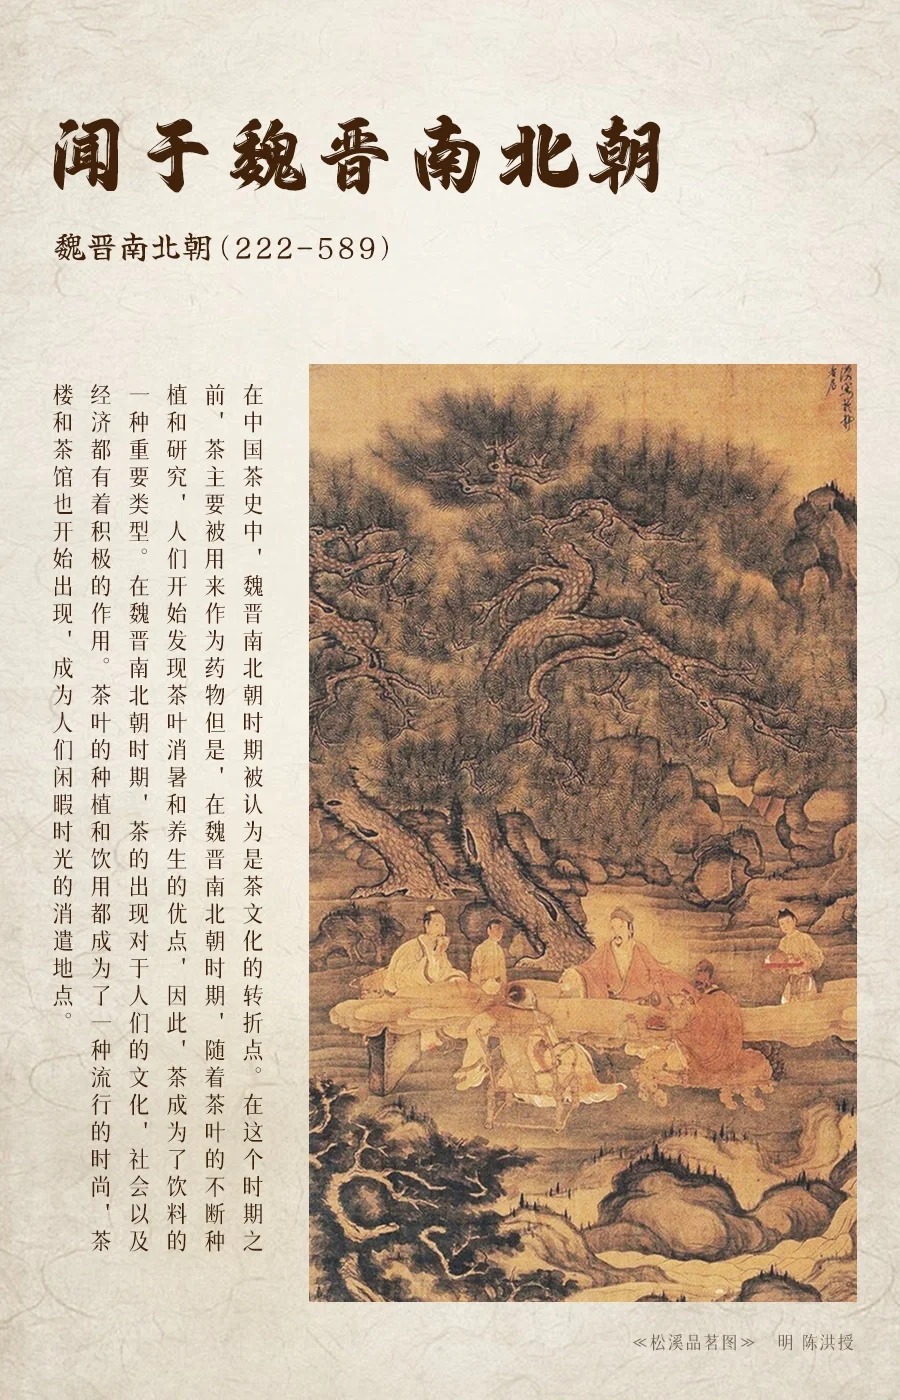 闻于魏晋南北朝
魏晋南北朝(222-589)
在中国茶史中，魏晋南北朝时期被认为是茶文化的转折点。在这个时期之
前，茶主要被用来作为药物但是，在魏晋南北朝时期，随着茶叶的不断种
植和研究，人们开始发现茶叶消暑和养生的优点，因此，茶成为了饮料的
一种重要类型。在魏晋南北朝时期，茶的出现对于人们的文化，社会以及
经济都有着积极的作用。茶叶的种植和饮用都成为了一种流行的时尚，茶
楼和茶馆也开始出现，成为人们闲暇时光的消遣地点。
≪松溪品茗图≫ 明 陈洪授